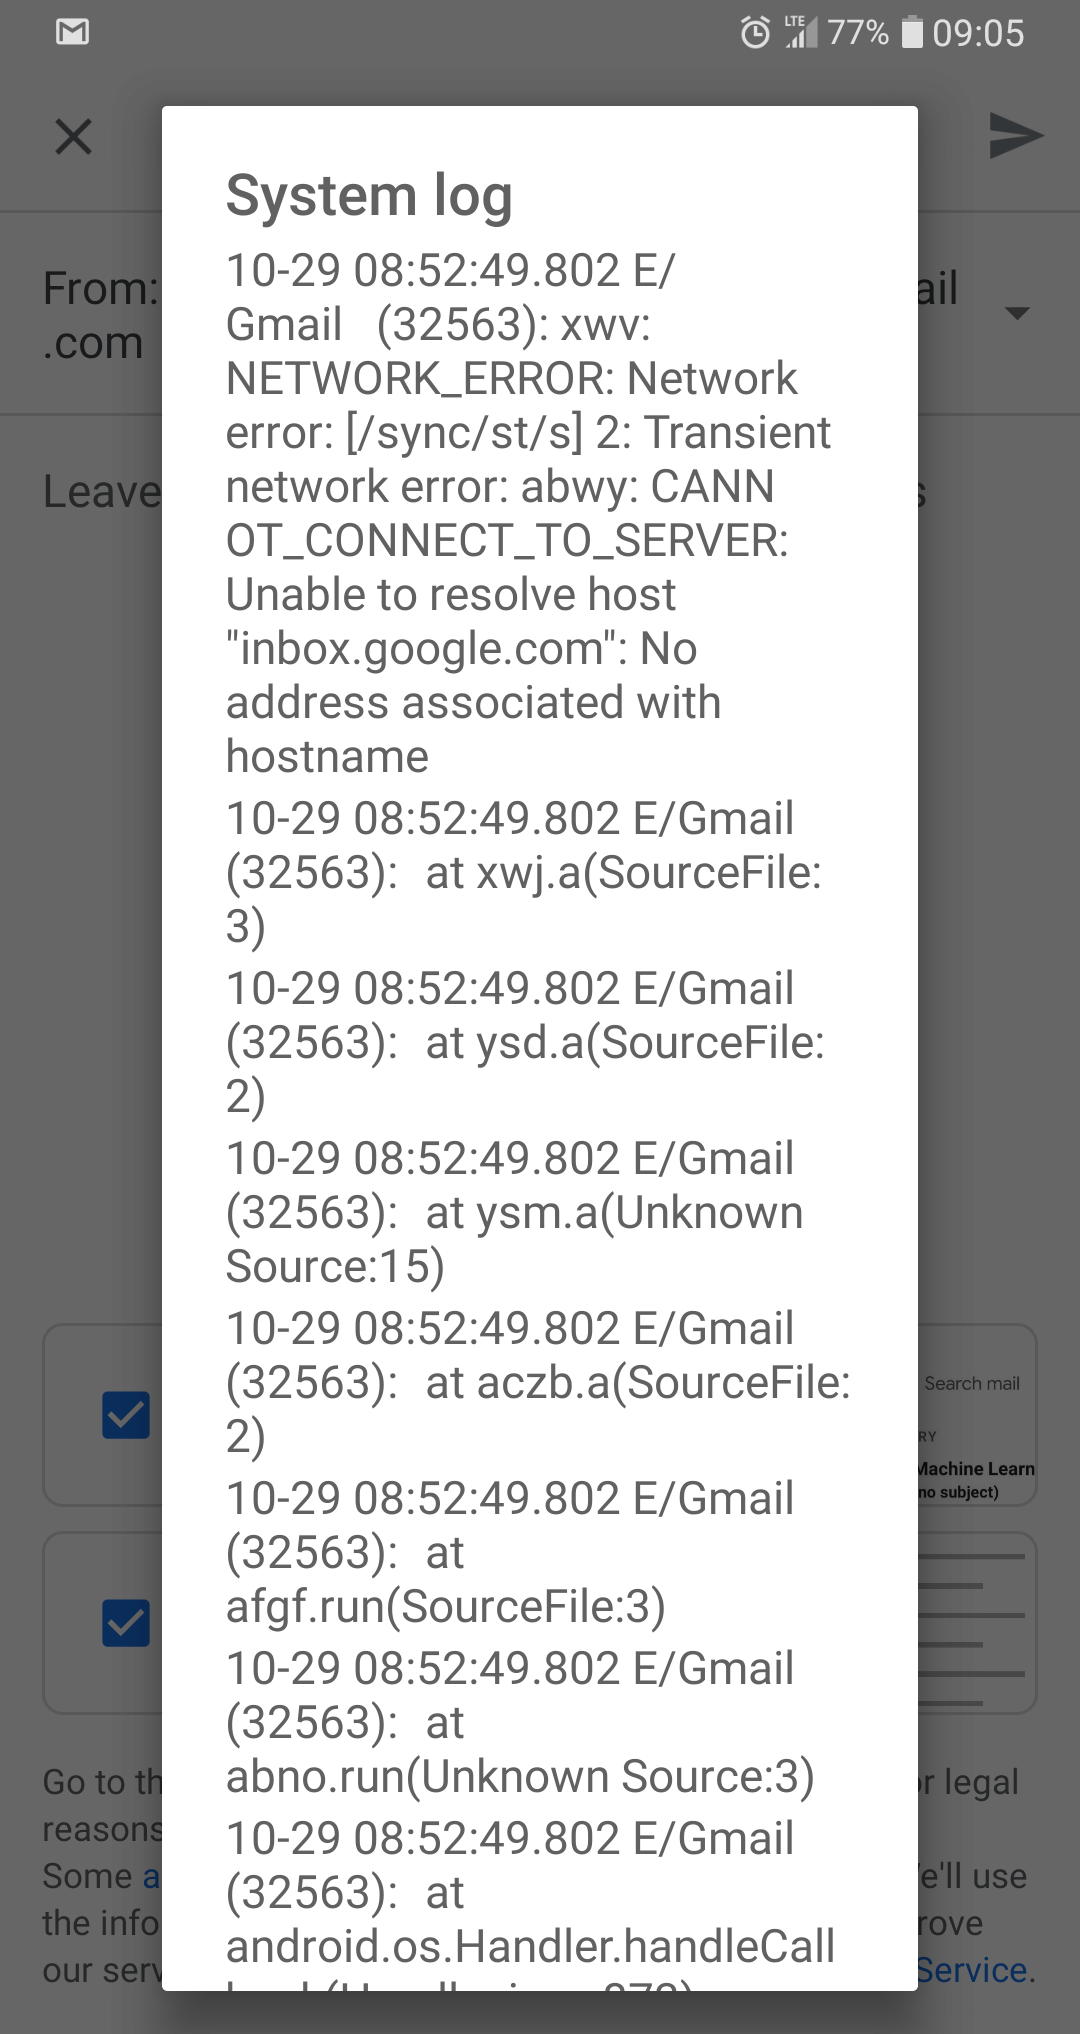 LTE 77% 09:05
System log
10-29 08:52:49.802 E/
Gmail (32563): xwv:
NETWORK_ERROR: Network
error: [/sync/st/s] 2: Transient
network error: abwy: CANN
OT_CONNECT_TO_SERVER:
Unable to resolve host
"inbox.google.com": No
address associated with
hostname
10-29 08:52:49.802 E/Gmail
(32563): at xwj.a(SourceFile:
3)
10-29 08:52:49.802 E/Gmail
(32563): at ysd.a(SourceFile:
2)
10-29 08:52:49.802 E/Gmail
(32563): at ysm.a(Unknown
Source:15)
10-29 08:52:49.802 E/Gmail
(32563): at aczb.a(SourceFile:
2)
10-29 08:52:49.802 E/Gmail
(32563): at
afgf.run(SourceFile:3)
10-29 08:52:49.802 E/Gmail
(32563): at
abno.run(Unknown Source:3)
10-29 08:52:49.802 E/Gmail
(32563): at
android.os.Handler.handleCall
From: ail
.com
Leave
Search mail
RY
Machine Learn
no subject)
Go to th r legal
reasons
Some a e'll use
the info rove
our serv Service.